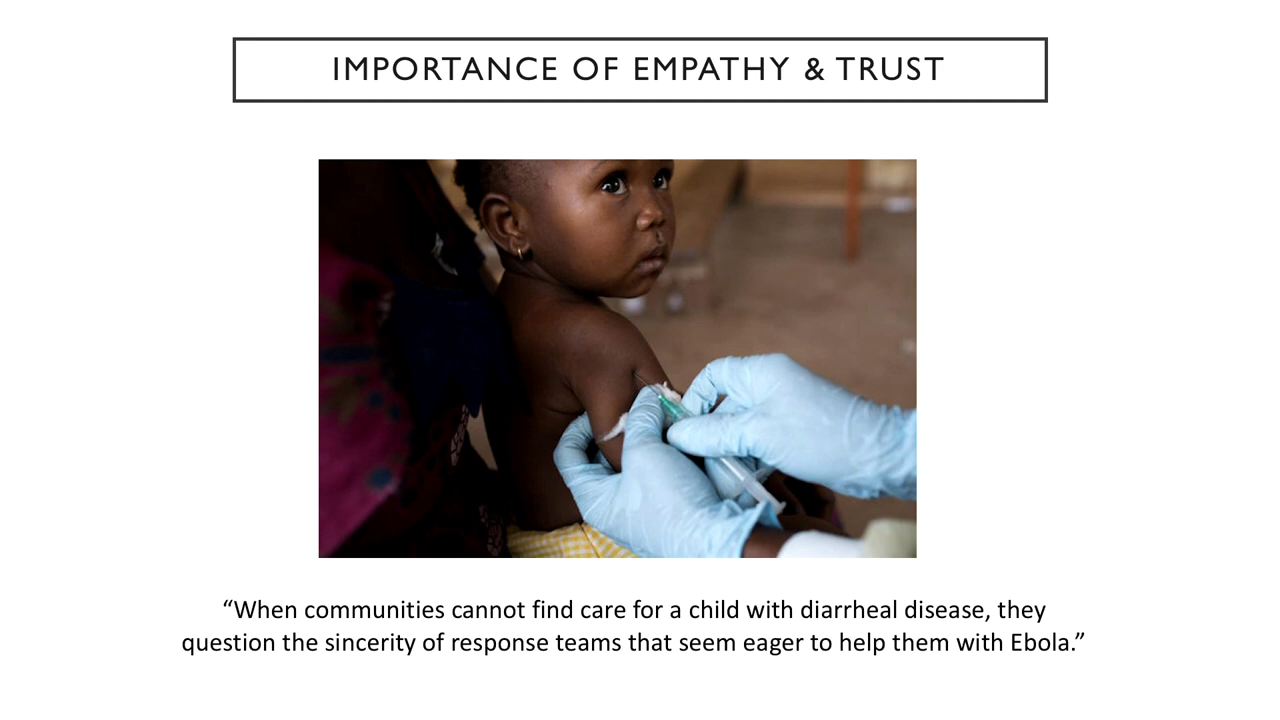 IMPORTANCE OF EMPATHY & TRUST
“When communities cannot find care for a child with diarrheal disease, they
question the sincerity of response teams that seem eager to help them with Ebola.”